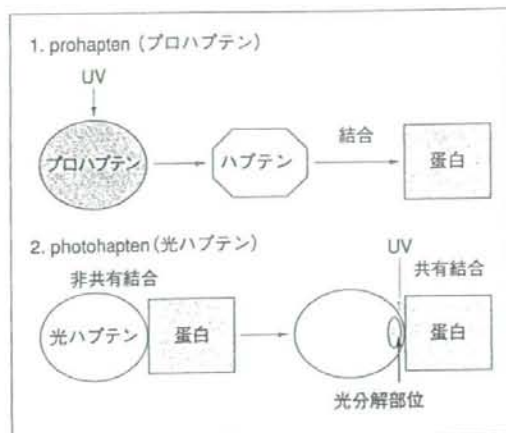 1. prohapten (プロハプテン)
UV
プロハプテン
ハプテン
結合
蛋白
2. photohapten (光ハプテン)
非共有結合
UV
共有結合
光ハプテン
蛋白
蛋白
光分解部位